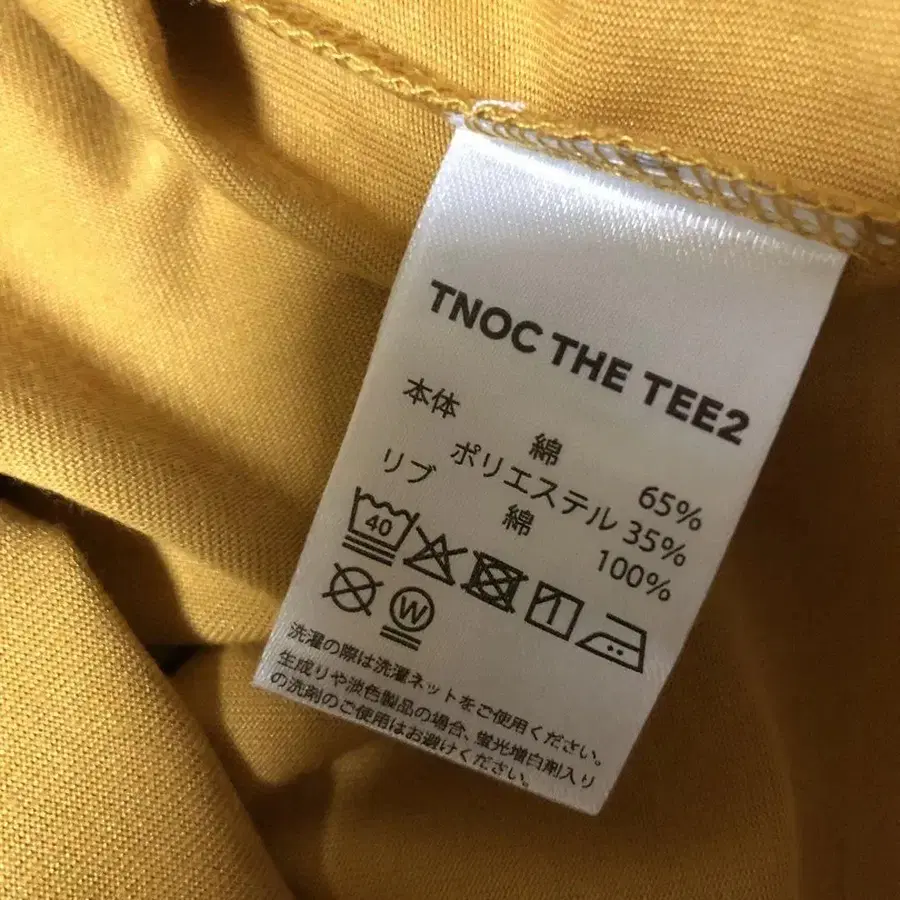 TNOC THE TEE2
本体 綿 65%
ポリエステル 35%
リブ 綿 100%
40
W
洗濯の際は洗濯ネットをご使用ください。
生成りや淡色製品の場合、蛍光増白剤入り
の洗剤のご使用はお避けください。